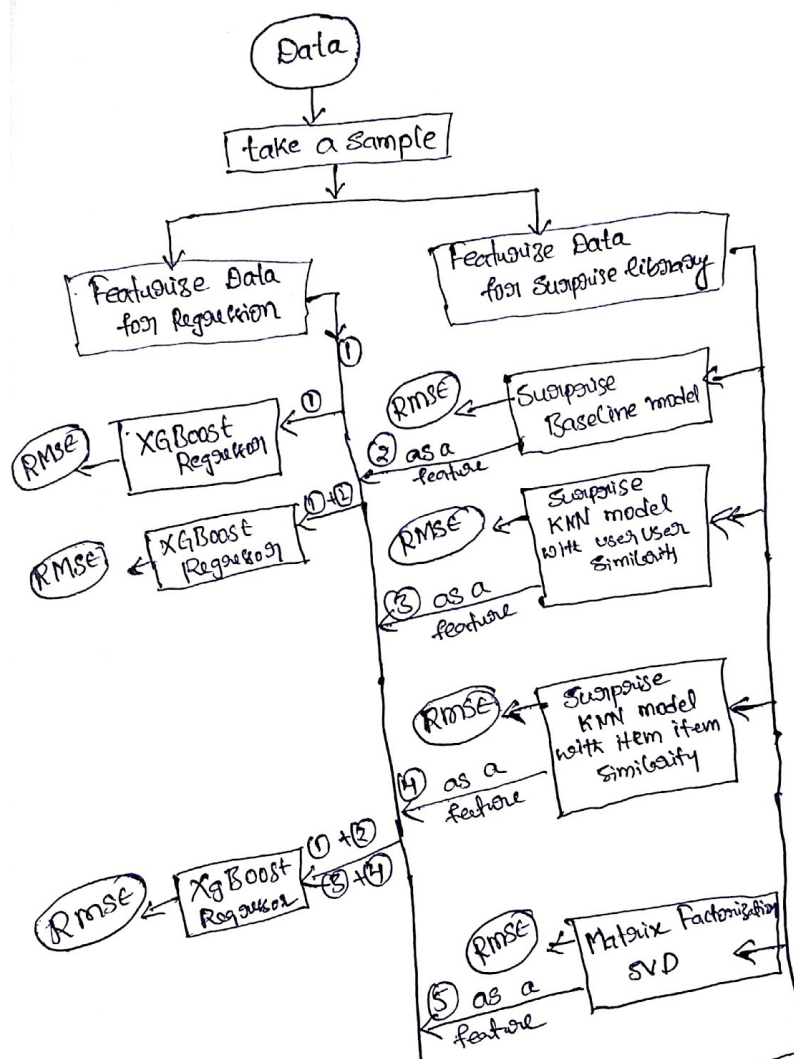 Data
take a sample
Featurize Data
for Regression
Featurize Data
for Surprise library
①
Surprise
Baseline model
RMSE
①
XGBoost
Regressor
RMSE
② as a
feature
①+②
XGBoost
Regressor
RMSE
Surprise
KNN model
with user user
Similarity
RMSE
③ as a
feature
Surprise
KNN model
with item item
Similarity
RMSE
④ as a
feature
①+②
③+④
XgBoost
Regressor
RMSE
Matrix Factorization
SVD
RMSE
⑤ as a
feature